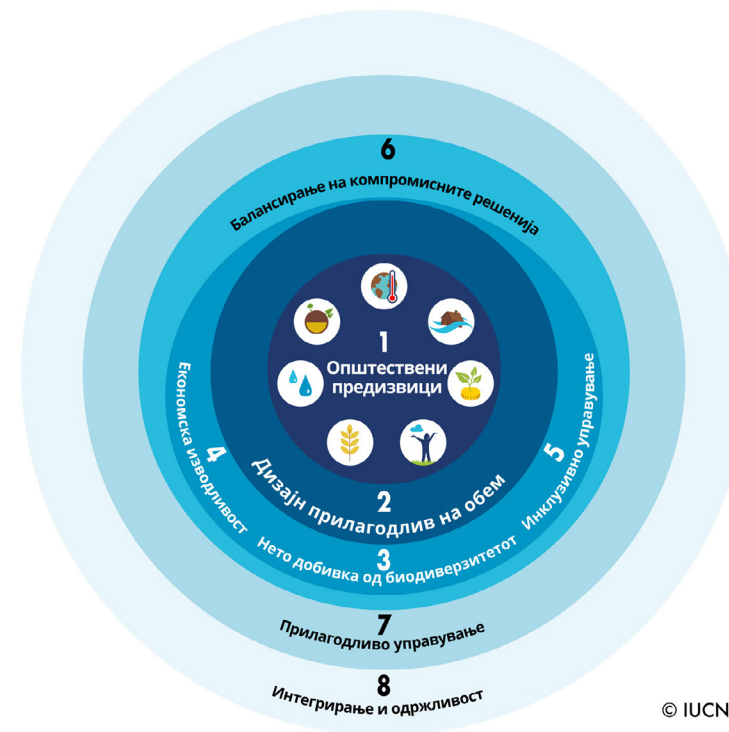 6
Балансирање на компромисните решенија
1
Општествени
предизвици
Економска изводливост
4
5
Инклузивно управување
2
Дизајн прилагодлив на обем
3
Нето добивка од биодиверзитетот
7
Прилагодливо управување
8
Интегрирање и одржливост
© IUCN